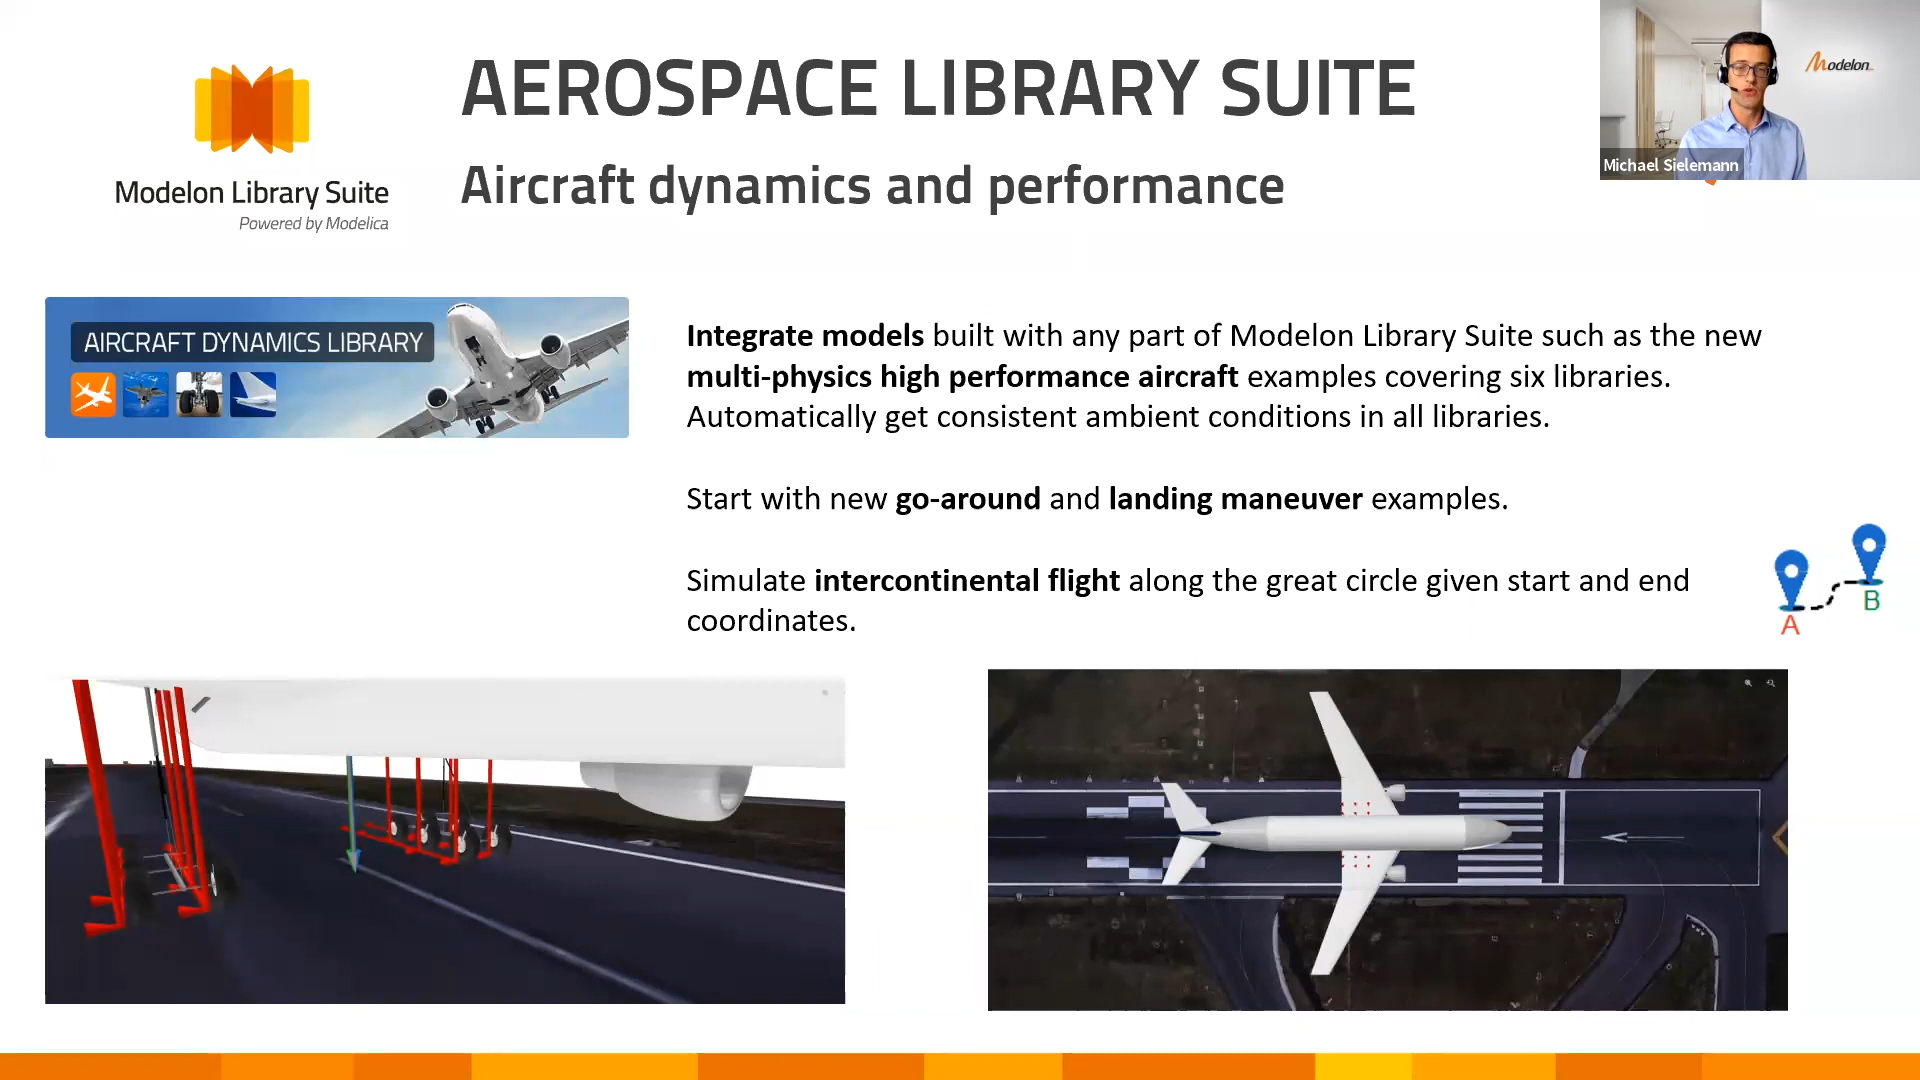 AEROSPACE LIBRARY SUITE
Aircraft dynamics and performance
Modelon Library Suite
Powered by Modelica
Modelon
Michael Sielemann
AIRCRAFT DYNAMICS LIBRARY
Integrate models built with any part of Modelon Library Suite such as the new
multi-physics high performance aircraft examples covering six libraries.
Automatically get consistent ambient conditions in all libraries.
Start with new go-around and landing maneuver examples.
Simulate intercontinental flight along the great circle given start and end
coordinates.
A
B